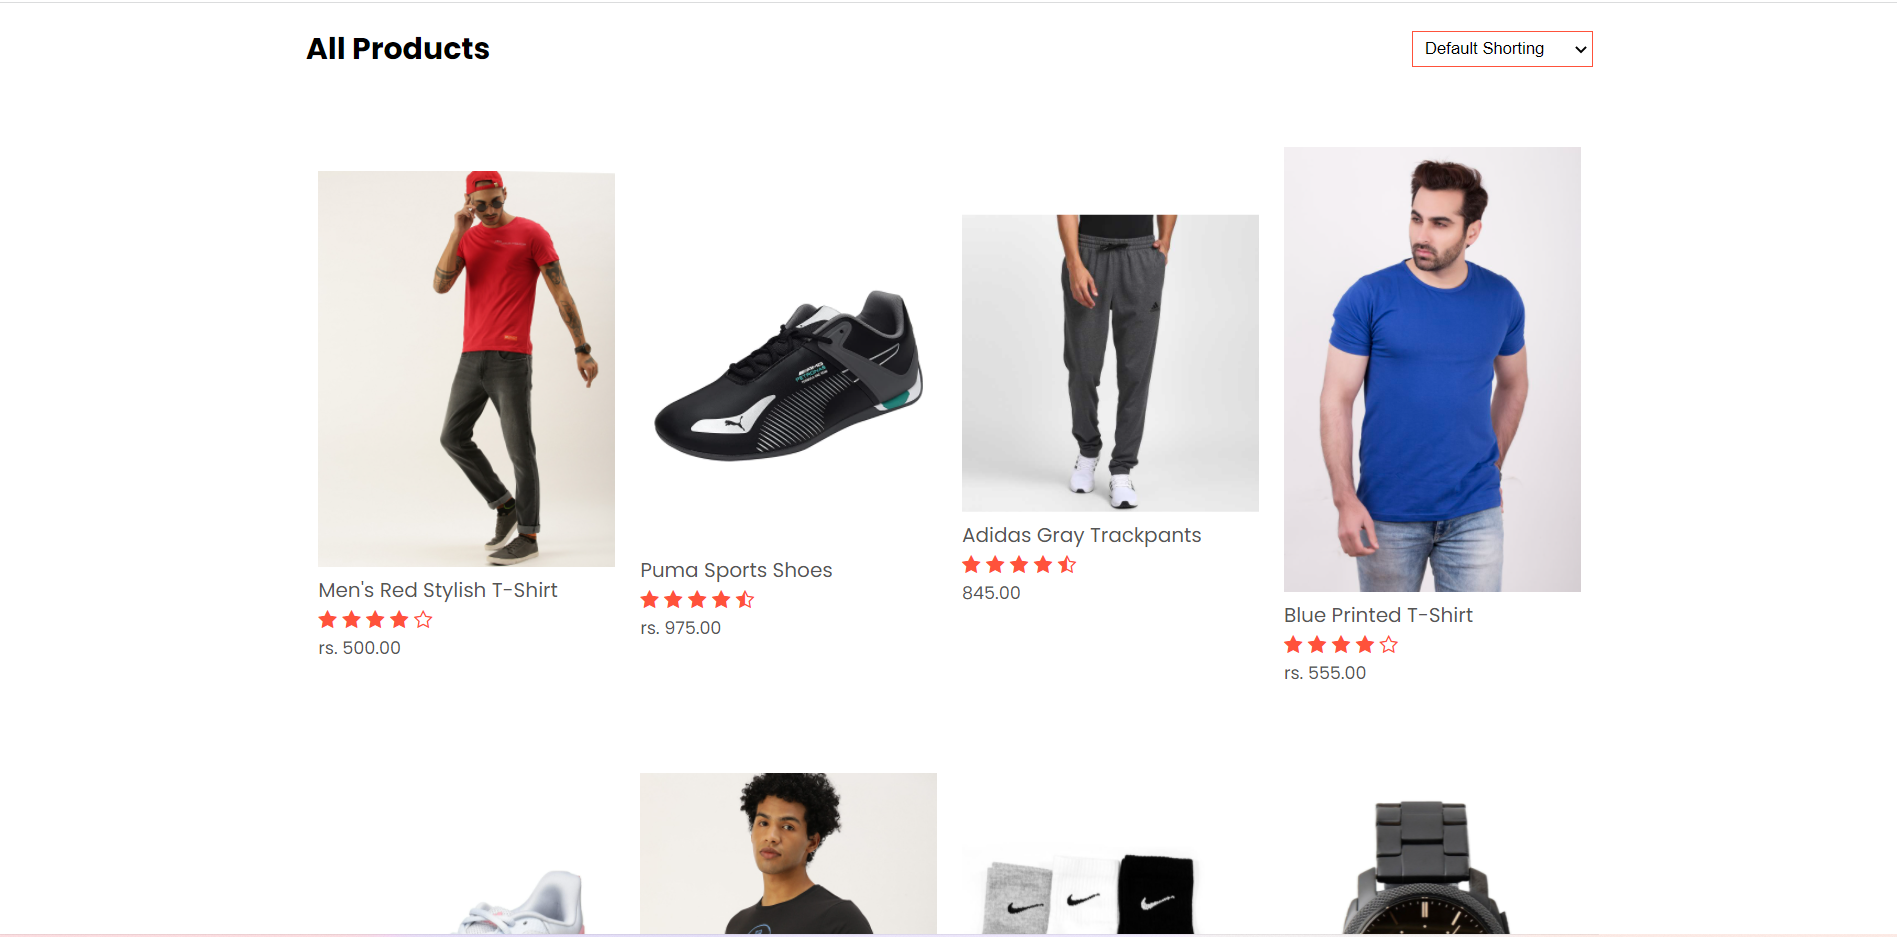 All Products
Default Shorting
Men's Red Stylish T-Shirt
rs. 500.00
Puma Sports Shoes
rs. 975.00
Adidas Gray Trackpants
845.00
Blue Printed T-Shirt
rs. 555.00